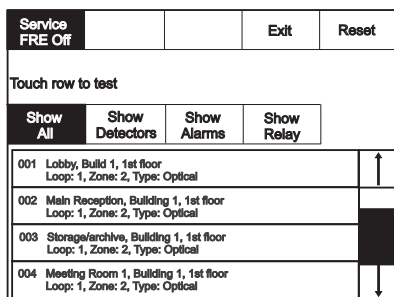 Service
FRE Off
Exit
Reset
Touch row to test
Show
All
Show
Detectors
Show
Alarms
Show
Relay
001 Lobby, Build 1, 1st floor
Loop: 1, Zone: 2, Type: Optical
002 Main Reception, Building 1, 1st floor
Loop: 1, Zone: 2, Type: Optical
003 Storage/archive, Building 1, 1st floor
Loop: 1, Zone: 2, Type: Optical
004 Meeting Room 1, Building 1, 1st floor
Loop: 1, Zone: 2, Type: Optical